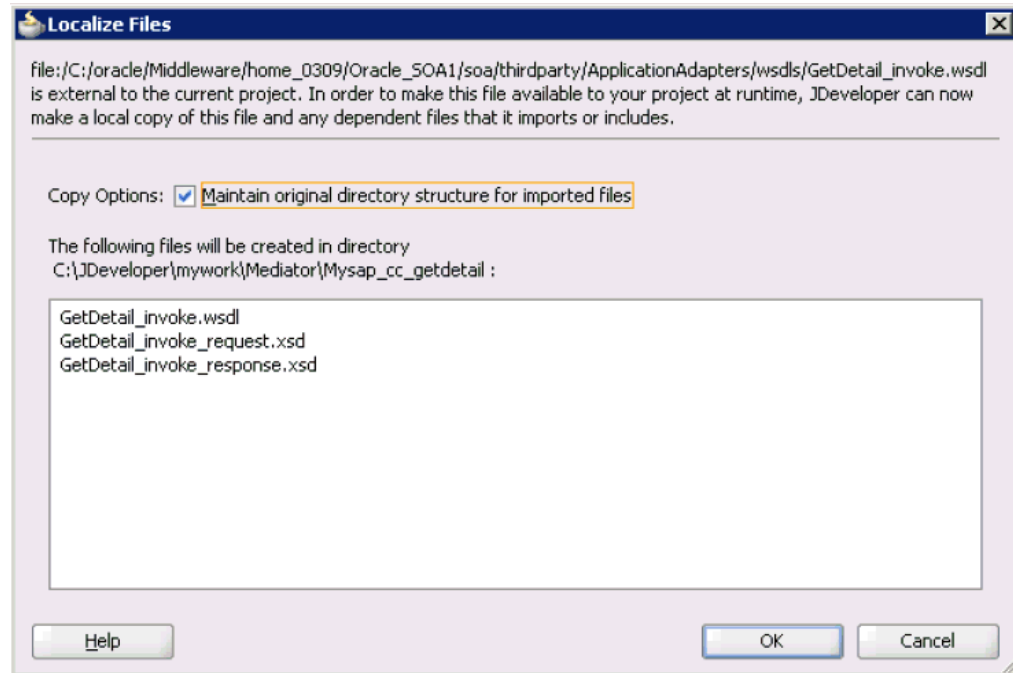 Localize Files
file:/C:/oracle/Middleware/home_0309/Oracle_SOA1/soa/thirdparty/ApplicationAdapters/wsdls/GetDetail_invoke.wsdl
is external to the current project. In order to make this file available to your project at runtime, JDeveloper can now
make a local copy of this file and any dependent files that it imports or includes.
Copy Options: Maintain original directory structure for imported files
The following files will be created in directory
C:\JDeveloper\mywork\Mediator\Mysap_cc_getdetail :
GetDetail_invoke.wsdl
GetDetail_invoke_request.xsd
GetDetail_invoke_response.xsd
Help OK Cancel